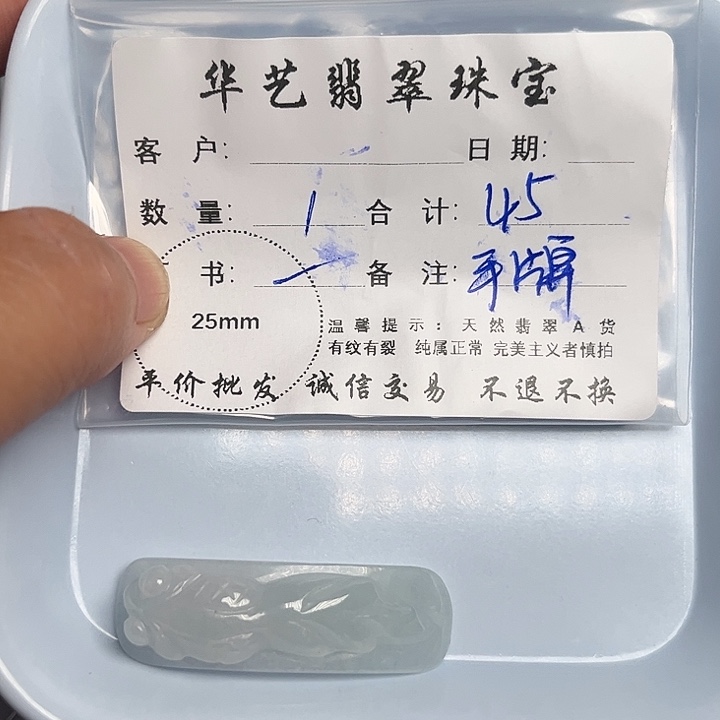 华艺翡翠珠宝
客 户： 日 期：
数 量： 1 合 计： 45
书： 一 备 注： 手牌
25mm
温馨提示：天然翡翠A货
有纹有裂 纯属正常 完美主义者慎拍
平价批发 诚信交易 不退不换